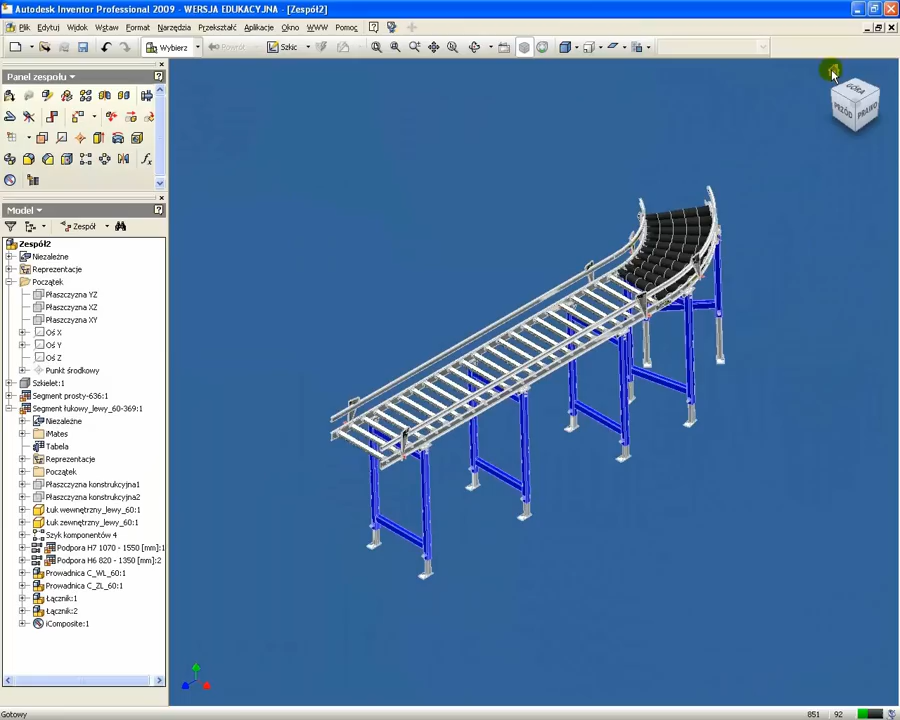 Autodesk Inventor Professional 2009 - WERSJA EDUKACYJNA - [Zespół2]
Plik Edytuj Widok Wstaw Format Narzędzia Przekształć Aplikacje Okno WWW Pomoc
Wybierz Powrót Szkic
Panel zespołu
Model
Zespół
Zespół2
Niezależne
Reprezentacje
Początek
Płaszczyzna YZ
Płaszczyzna XZ
Płaszczyzna XY
Oś X
Oś Y
Oś Z
Punkt środkowy
Szkielet:1
Segment prosty-636:1
Segment łukowy_lewy_60-369:1
Niezależne
iMates
Tabela
Reprezentacje
Początek
Płaszczyzna konstrukcyjna1
Płaszczyzna konstrukcyjna2
Łuk wewnętrzny_lewy_60:1
Łuk zewnętrzny_lewy_60:1
Szyk komponentów 4
Podpora H7 1070 - 1550 [mm]:1
Podpora H6 820 - 1350 [mm]:2
Prowadnica C_WL_60:1
Prowadnica C_ZL_60:1
Łącznik:1
Łącznik:2
iComposite:1
GÓRA
PRZÓD PRAWO
Gotowy 851 92